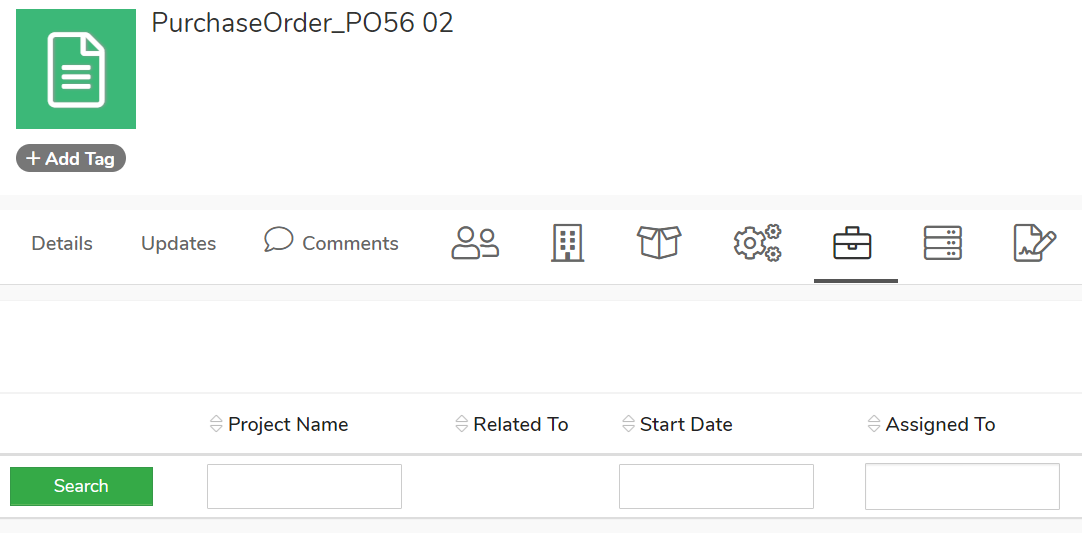 PurchaseOrder_PO56 02
+ Add Tag
Details Updates Comments
Project Name Related To Start Date Assigned To
Search